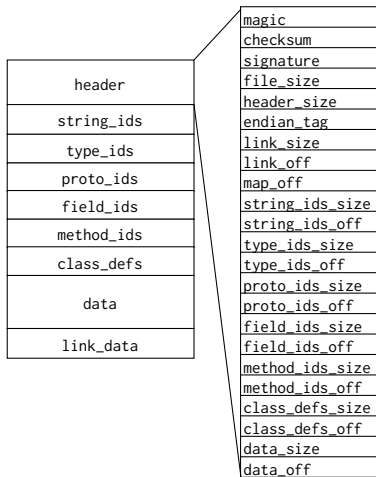 header
string_ids
type_ids
proto_ids
field_ids
method_ids
class_defs
data
link_data
magic
checksum
signature
file_size
header_size
endian_tag
link_size
link_off
map_off
string_ids_size
string_ids_off
type_ids_size
type_ids_off
proto_ids_size
proto_ids_off
field_ids_size
field_ids_off
method_ids_size
method_ids_off
class_defs_size
class_defs_off
data_size
data_off